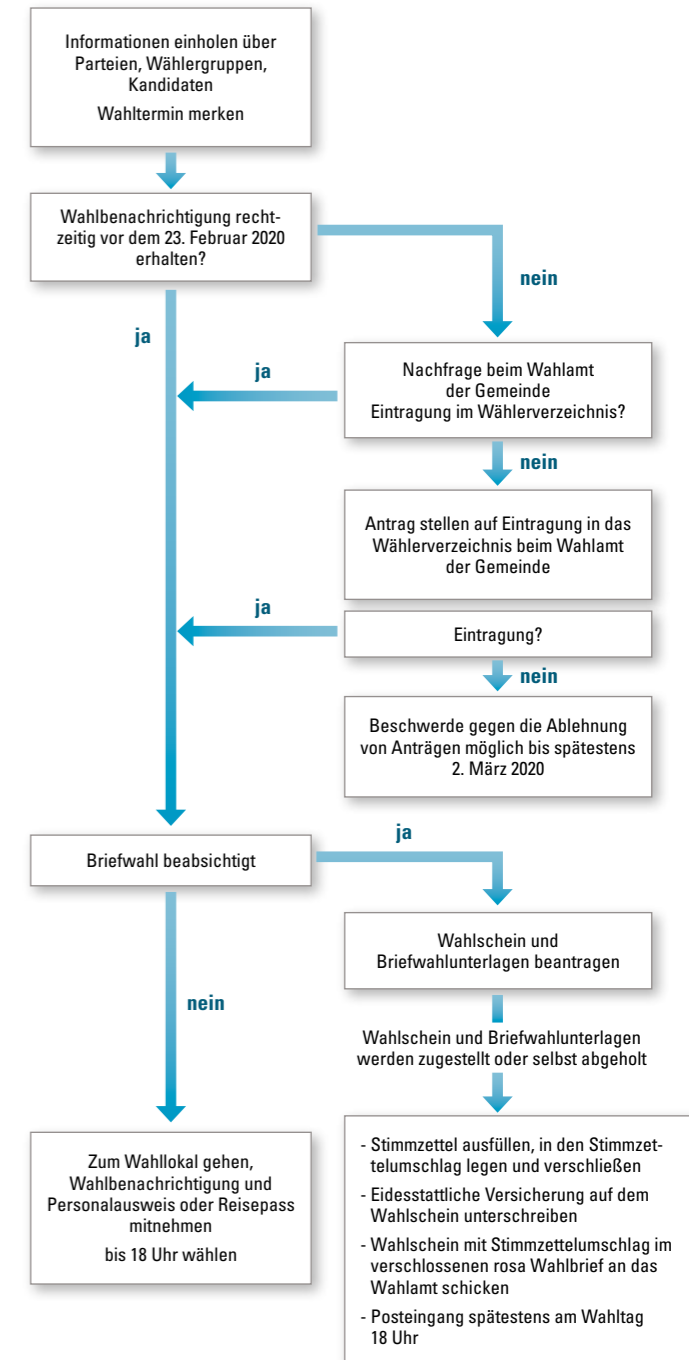 Informationen einholen über
Parteien, Wählergruppen,
Kandidaten
Wahltermin merken
Wahlbenachrichtigung recht-
zeitig vor dem 23. Februar 2020
erhalten?
nein
ja
ja
Nachfrage beim Wahlamt
der Gemeinde
Eintragung im Wählerverzeichnis?
nein
Antrag stellen auf Eintragung in das
Wählerverzeichnis beim Wahlamt
der Gemeinde
ja
Eintragung?
nein
Beschwerde gegen die Ablehnung
von Anträgen möglich bis spätestens
2. März 2020
Briefwahl beabsichtigt
ja
Wahlschein und
Briefwahlunterlagen beantragen
nein
Wahlschein und Briefwahlunterlagen
werden zugestellt oder selbst abgeholt
Zum Wahllokal gehen,
Wahlbenachrichtigung und
Personalausweis oder Reisepass
mitnehmen
bis 18 Uhr wählen
- Stimmzettel ausfüllen, in den Stimmzet-
telumschlag legen und verschließen
- Eidesstattliche Versicherung auf dem
Wahlschein unterschreiben
- Wahlschein mit Stimmzettelumschlag im
verschlossenen rosa Wahlbrief an das
Wahlamt schicken
- Posteingang spätestens am Wahltag
18 Uhr